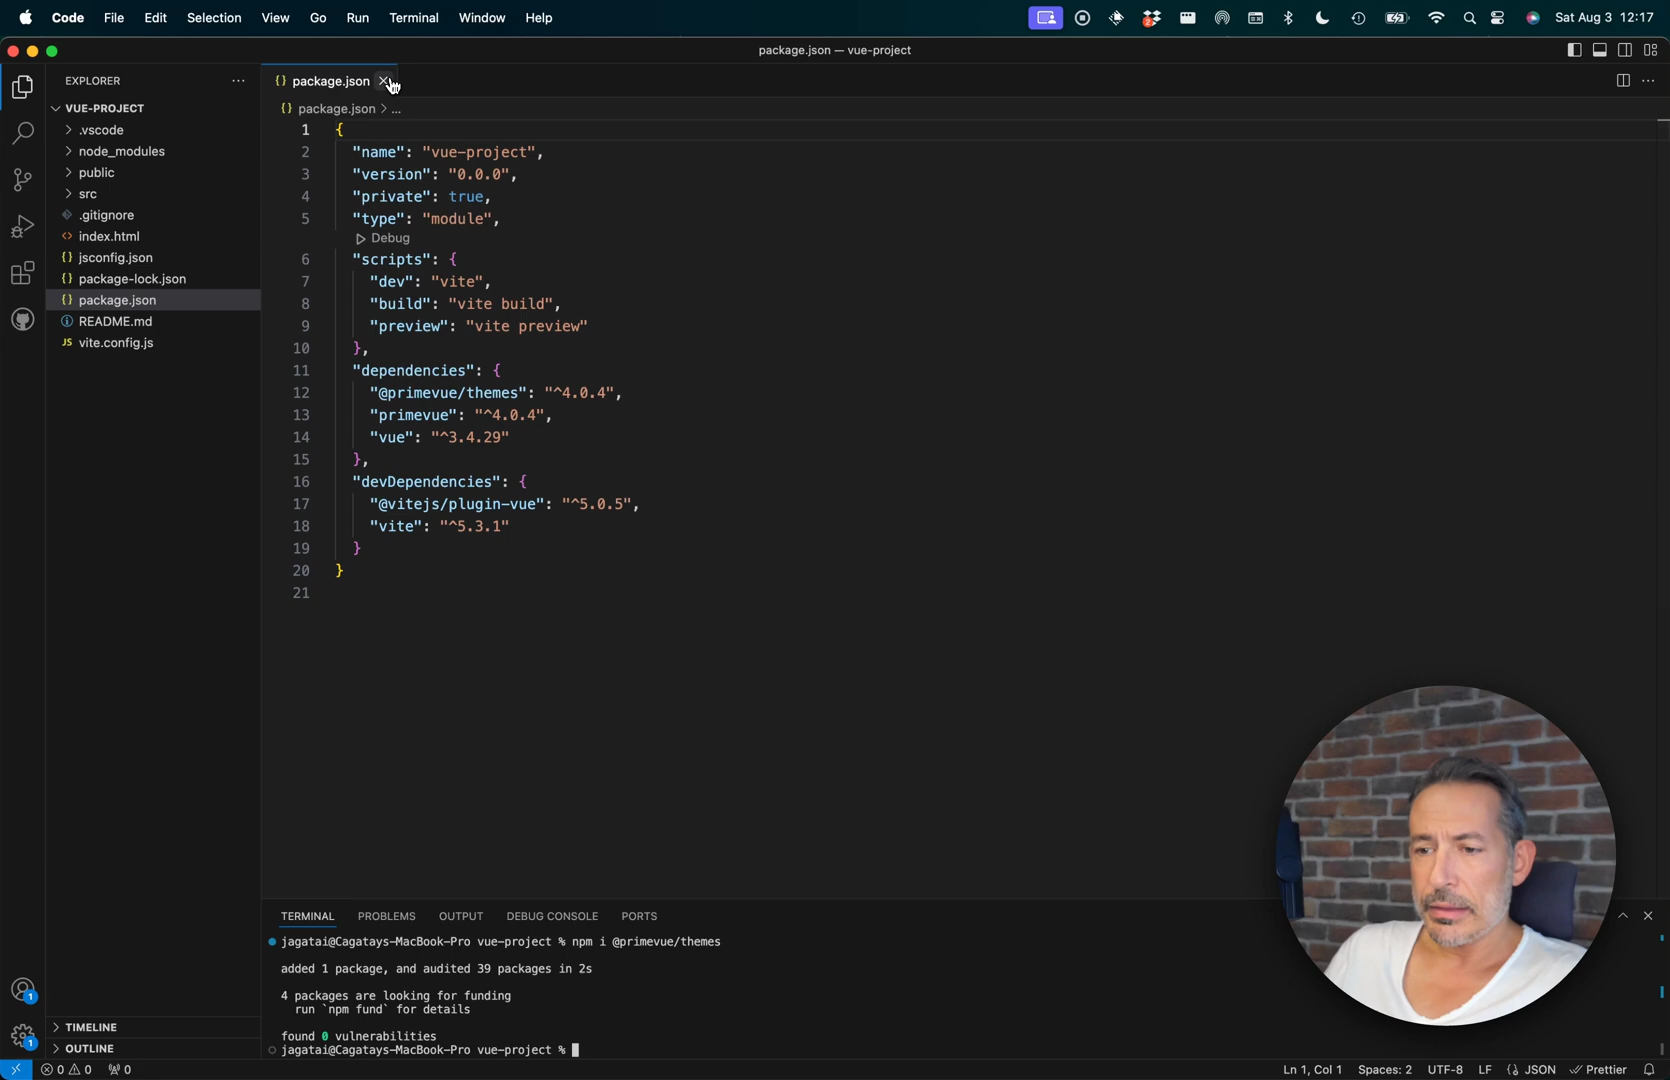 Code File Edit Selection View Go Run Terminal Window Help
2
Sat Aug 3 12:17
package.json — vue-project
EXPLORER
VUE-PROJECT
.vscode
node_modules
public
src
.gitignore
index.html
jsconfig.json
package-lock.json
package.json
README.md
JS vite.config.js
TIMELINE
OUTLINE
1
1
{} package.json
{} package.json > ...
1 {
2 "name": "vue-project",
3 "version": "0.0.0",
4 "private": true,
5 "type": "module",
Debug
6 "scripts": {
7 "dev": "vite",
8 "build": "vite build",
9 "preview": "vite preview"
10 },
11 "dependencies": {
12 "@primevue/themes": "^4.0.4",
13 "primevue": "^4.0.4",
14 "vue": "^3.4.29"
15 },
16 "devDependencies": {
17 "@vitejs/plugin-vue": "^5.0.5",
18 "vite": "^5.3.1"
19 }
20 }
21
TERMINAL PROBLEMS OUTPUT DEBUG CONSOLE PORTS
jagatai@Cagatays-MacBook-Pro vue-project % npm i @primevue/themes
added 1 package, and audited 39 packages in 2s
4 packages are looking for funding
run `npm fund` for details
found 0 vulnerabilities
jagatai@Cagatays-MacBook-Pro vue-project %
0 0 0
Ln 1, Col 1 Spaces: 2 UTF-8 LF {} JSON Prettier